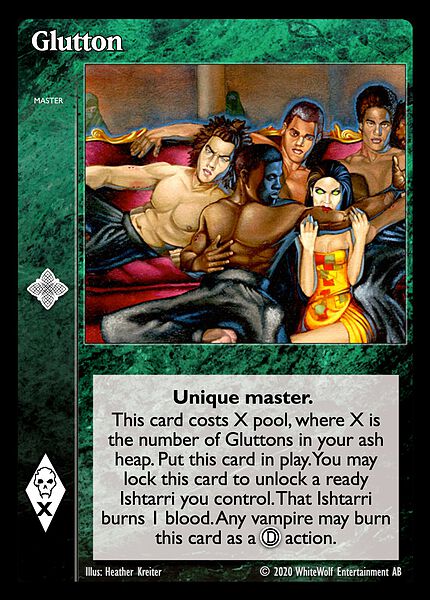 Glutton
MASTER
Unique master.
This card costs X pool, where X is
the number of Gluttons in your ash
heap. Put this card in play. You may
lock this card to unlock a ready
Ishtarri you control. That Ishtarri
burns 1 blood. Any vampire may burn
this card as a Ⓓ action.
X
Illus: Heather Kreiter © 2020 WhiteWolf Entertainment AB